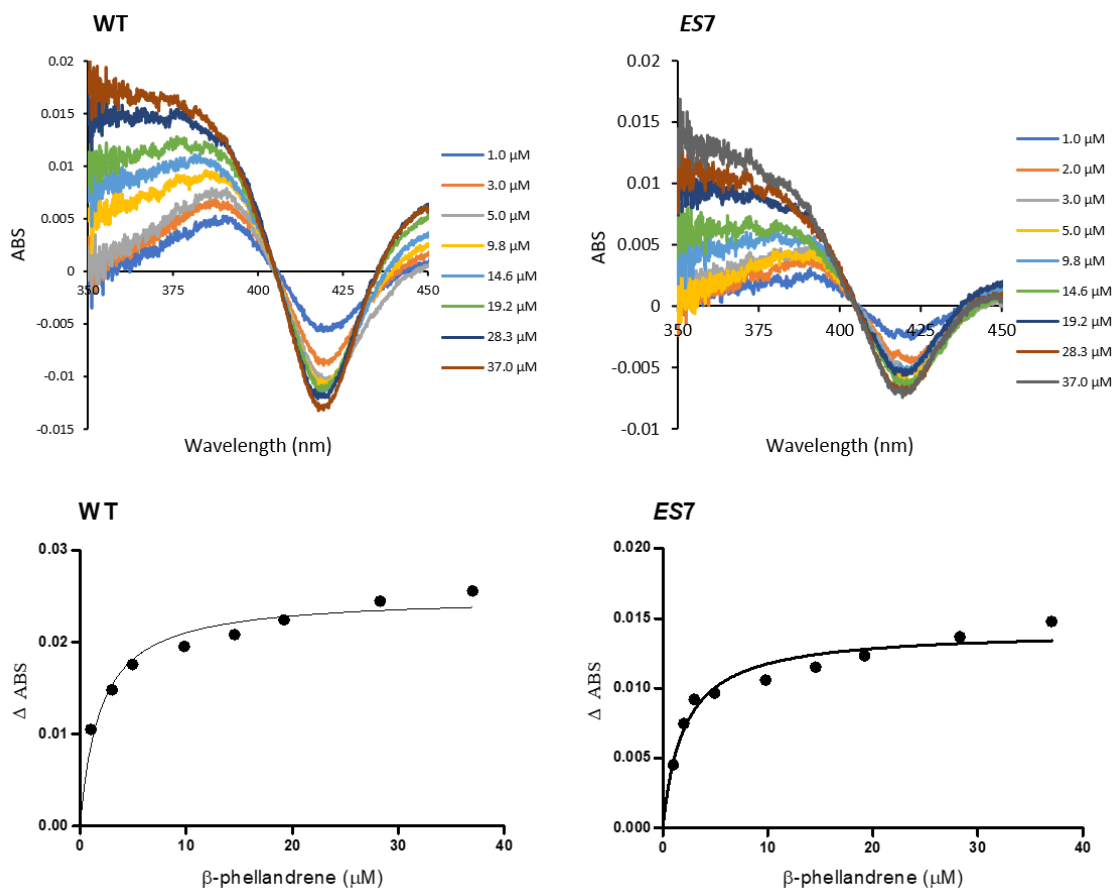 WT
0.02
0.015
0.01
0.005
0
-0.005
-0.01
-0.015
350
375
400
425
450
ABS
Wavelength (nm)
1.0 µM
3.0 µM
5.0 µM
9.8 µM
14.6 µM
19.2 µM
28.3 µM
37.0 µM
ES7
0.02
0.015
0.01
0.005
0
-0.005
-0.01
350
375
400
425
450
ABS
Wavelength (nm)
1.0 µM
2.0 µM
3.0 µM
5.0 µM
9.8 µM
14.6 µM
19.2 µM
28.3 µM
37.0 µM
WT
0.03
0.02
0.01
0.00
0
10
20
30
40
Δ ABS
β-phellandrene (μM)
ES7
0.020
0.015
0.010
0.005
0.000
0
10
20
30
40
Δ ABS
β-phellandrene (μM)